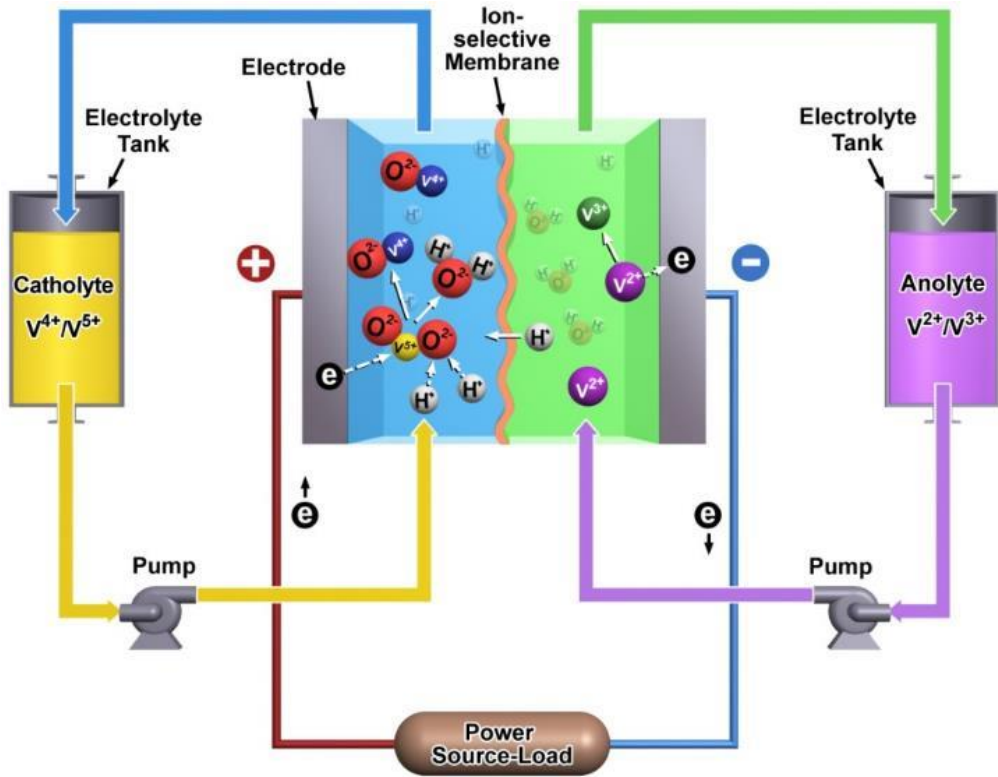 Ion-
selective
Membrane
Electrode
Electrolyte
Tank
Electrolyte
Tank
Catholyte
V4+/V5+
Anolyte
V2+/V3+
+
-
O2-
V4+
H+
H+
H+
O2-
V4+
H+
H+
O2-
H+
O2-
V5+
O2-
H+
H+
H+
e
H+
H+
O-
H+
H+
O-
H+
H+
O-
V3+
V2+
e
V2+
e
e
Pump
Pump
Power
Source-Load